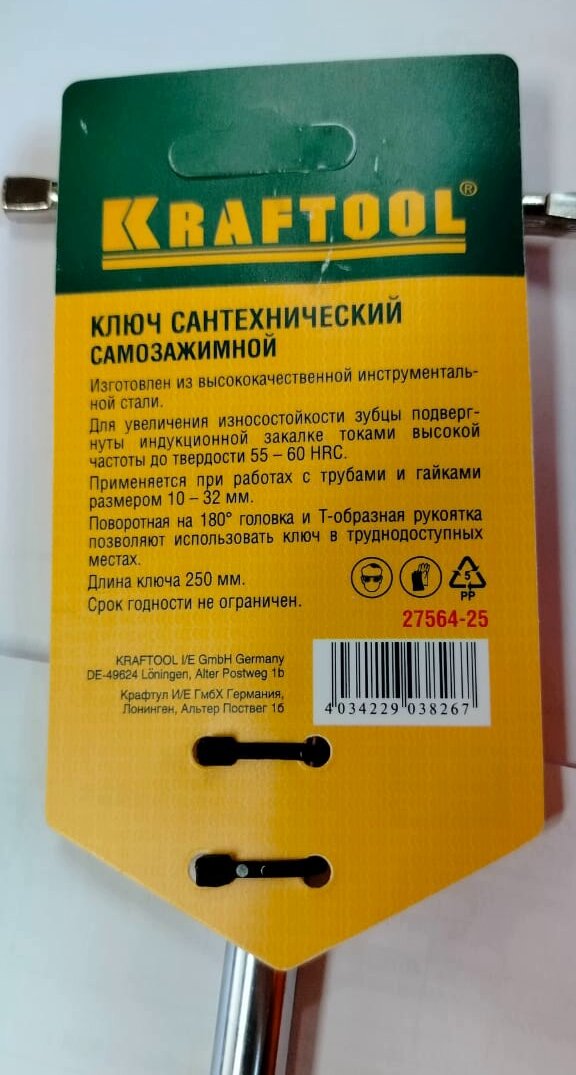 KRAFTOOL®
КЛЮЧ САНТЕХНИЧЕСКИЙ
САМОЗАЖИМНОЙ
Изготовлен из высококачественной инструменталь-
ной стали.
Для увеличения износостойкости зубцы подверг-
нуты индукционной закалке токами высокой
частоты до твердости 55 – 60 HRC.
Применяется при работах с трубами и гайками
размером 10 – 32 мм.
Поворотная на 180° головка и Т-образная рукоятка
позволяют использовать ключ в труднодоступных
местах.
Длина ключа 250 мм.
Срок годности не ограничен.
5
PP
27564-25
KRAFTOOL I/E GmbH Germany
DE-49624 Löningen, Alter Postweg 1b
Крафтул И/Е ГмбХ Германия,
Лонинген, Альтер Поствег 1б
4 034229 038267